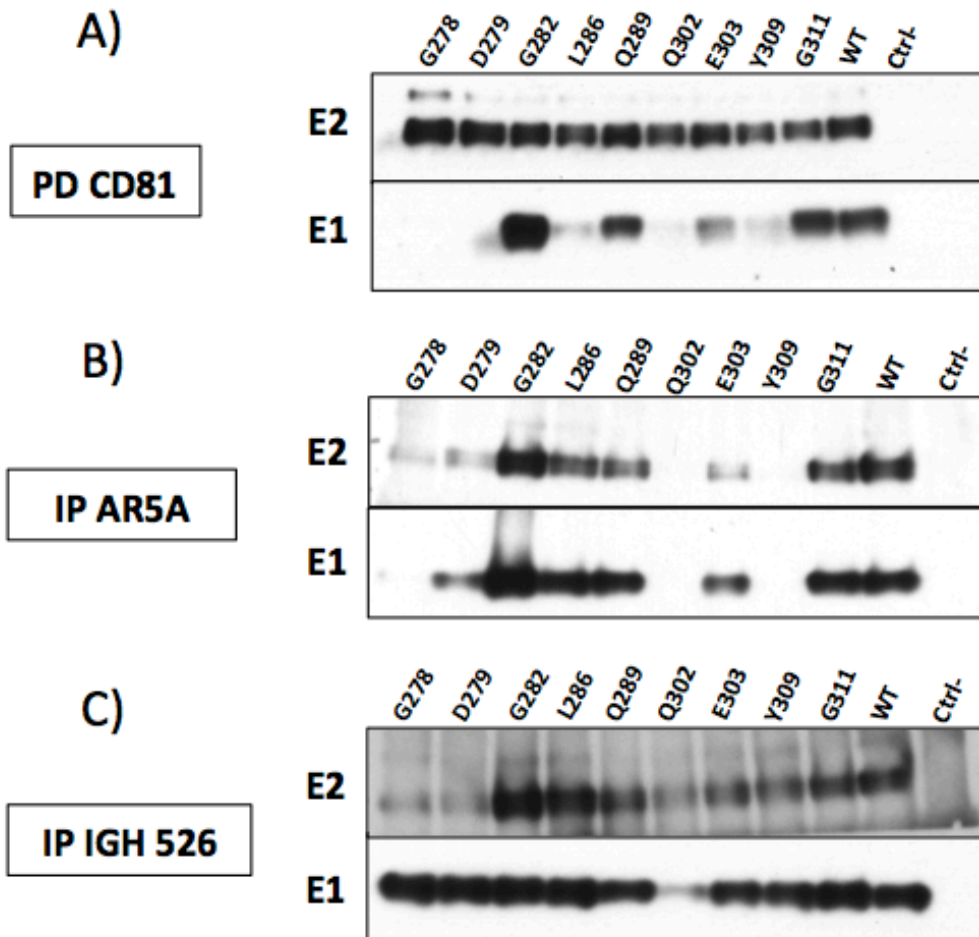 A)
G278 D279 G282 L286 Q289 Q302 E303 Y309 G311 WT Ctrl-
E2
PD CD81
E1
B)
G278 D279 G282 L286 Q289 Q302 E303 Y309 G311 WT Ctrl-
E2
IP AR5A
E1
C)
G278 D279 G282 L286 Q289 Q302 E303 Y309 G311 WT Ctrl-
E2
IP IGH 526
E1